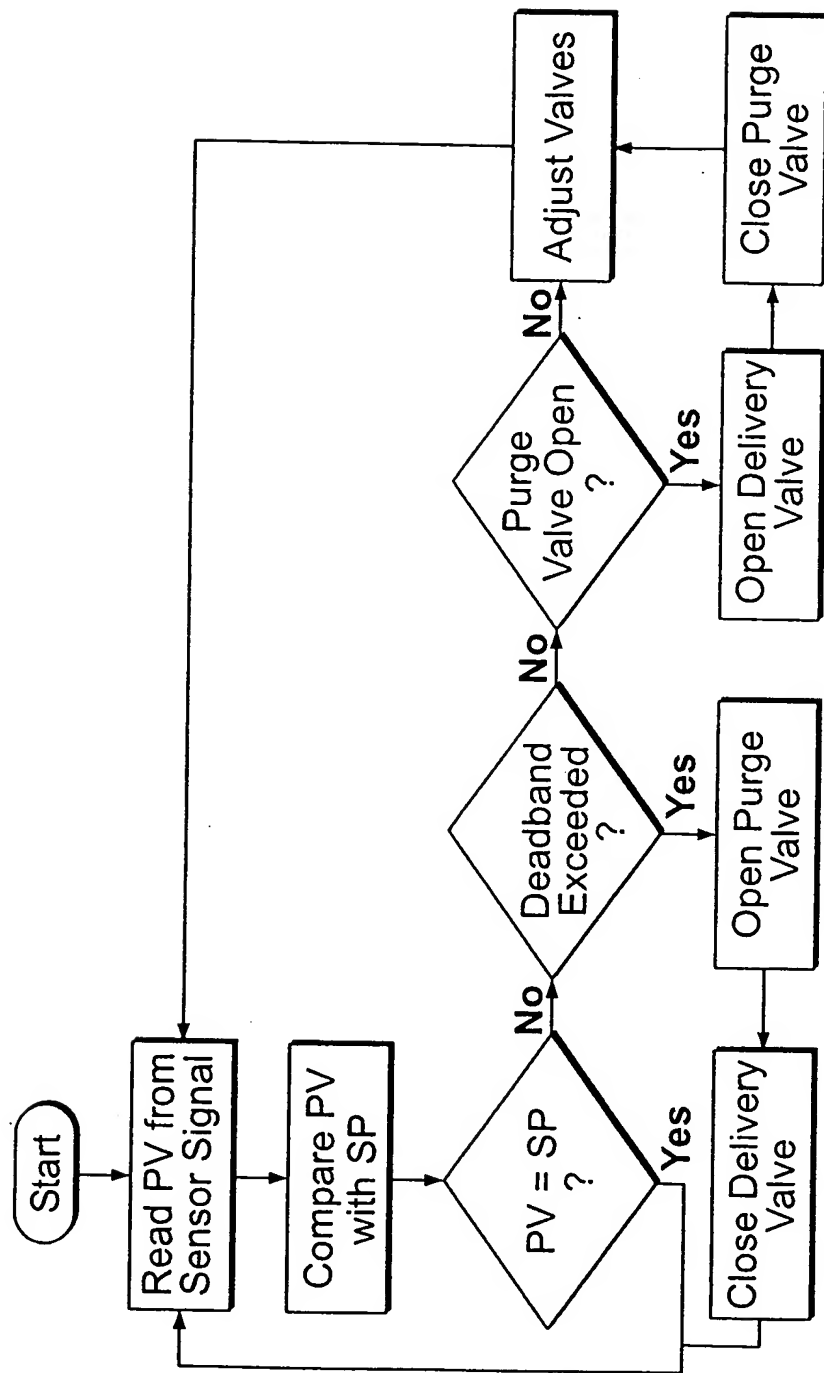 Start
Read PV from
Sensor Signal
Compare PV
with SP
PV = SP
?
No
Yes
Deadband
Exceeded
?
No
Yes
Purge
Valve Open
?
No
Yes
Adjust Valves
Close Delivery
Valve
Open Purge
Valve
Open Delivery
Valve
Close Purge
Valve